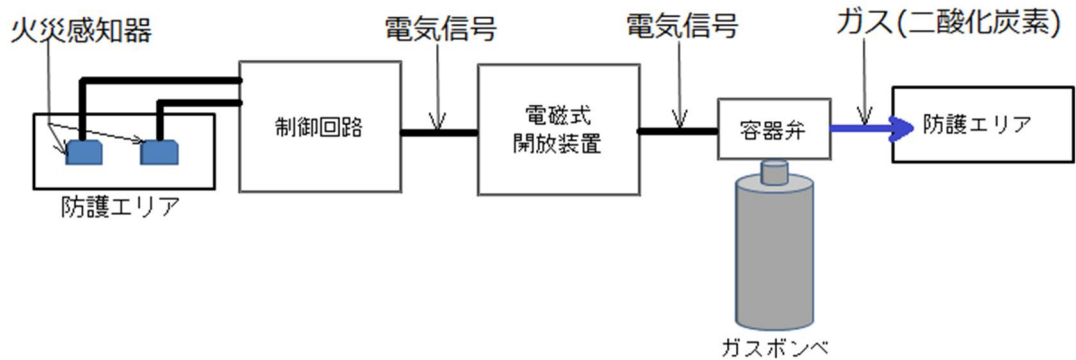 火災感知器
電気信号
電気信号
ガス(二酸化炭素)
制御回路
電磁式
開放装置
容器弁
防護エリア
防護エリア
ガスボンベ